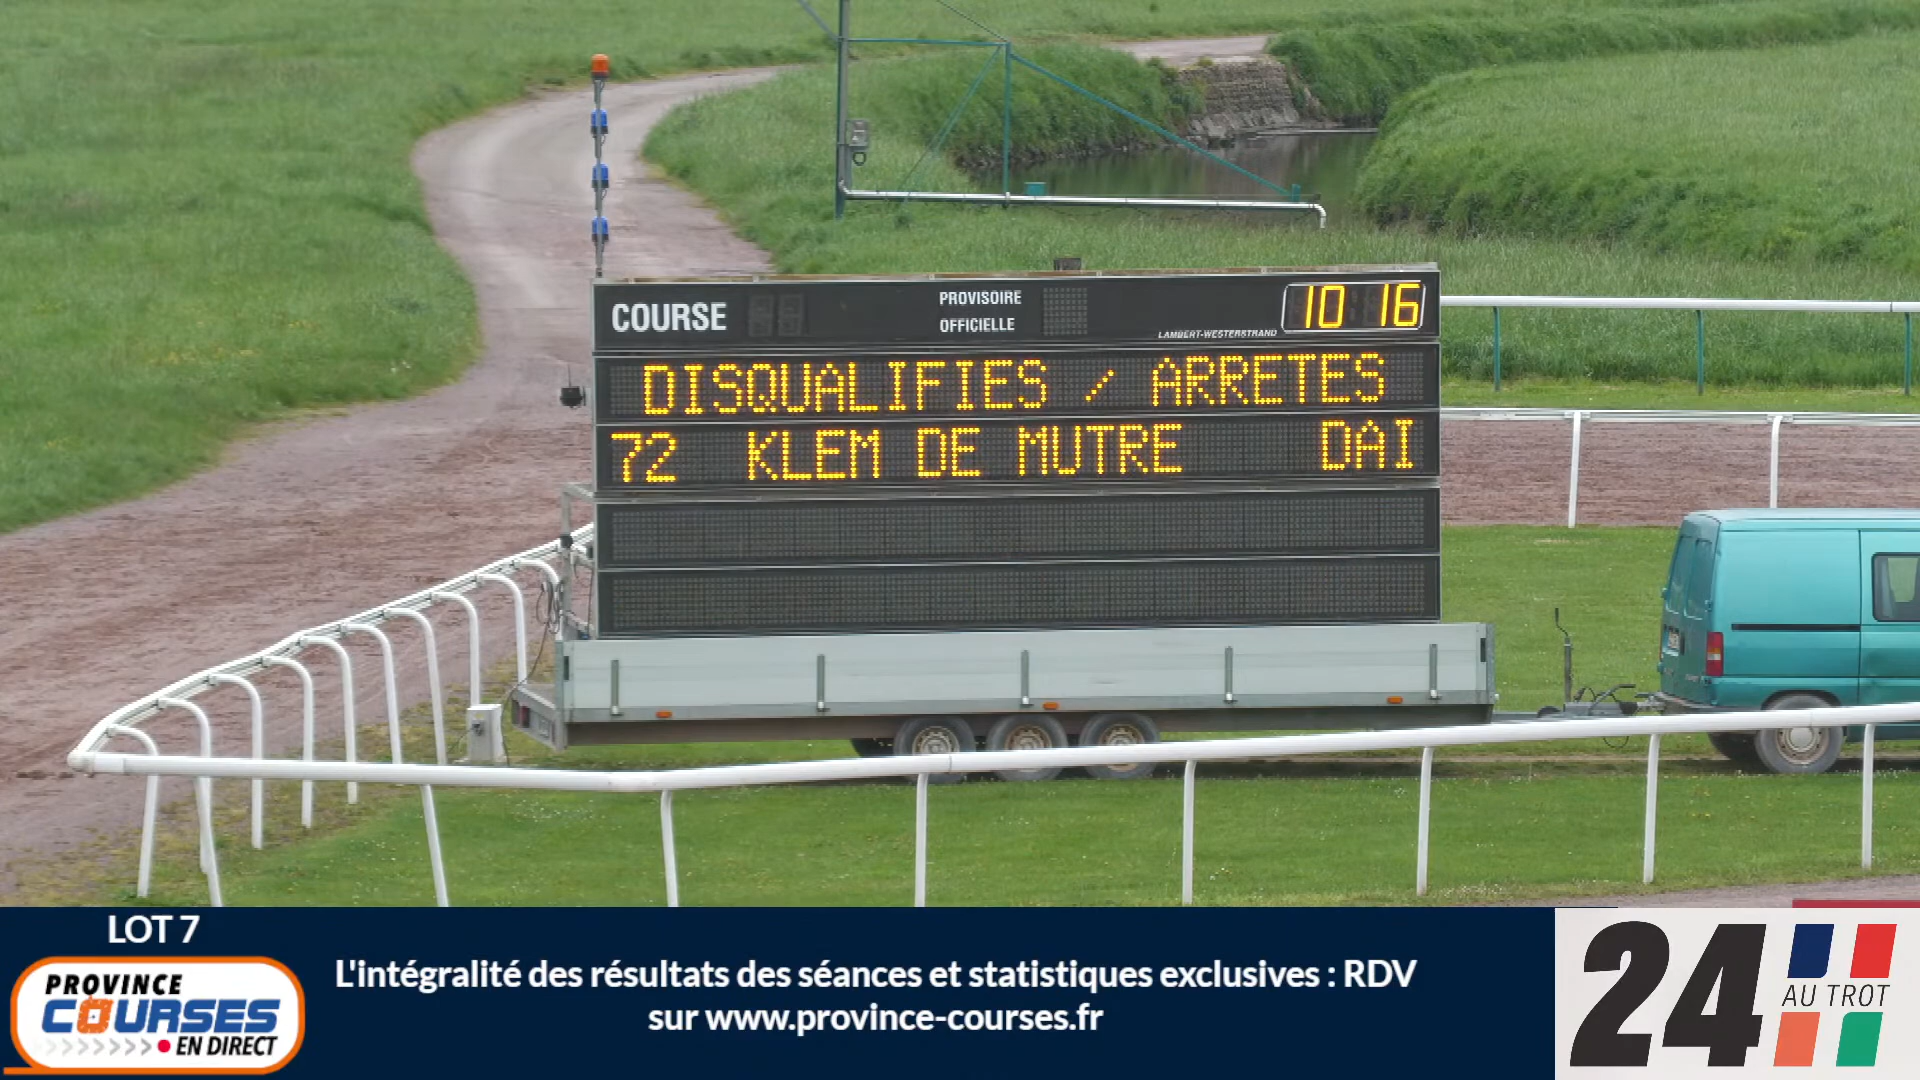 COURSE
PROVISOIRE
OFFICIELLE
LAMBERT-WESTERSTRAND
10 16
DISQUALIFIES / ARRETES
72 KLEM DE MUTRE DAI
LOT 7
PROVINCE
COURSES
EN DIRECT
L'intégralité des résultats des séances et statistiques exclusives : RDV
sur www.province-courses.fr
24
AU TROT